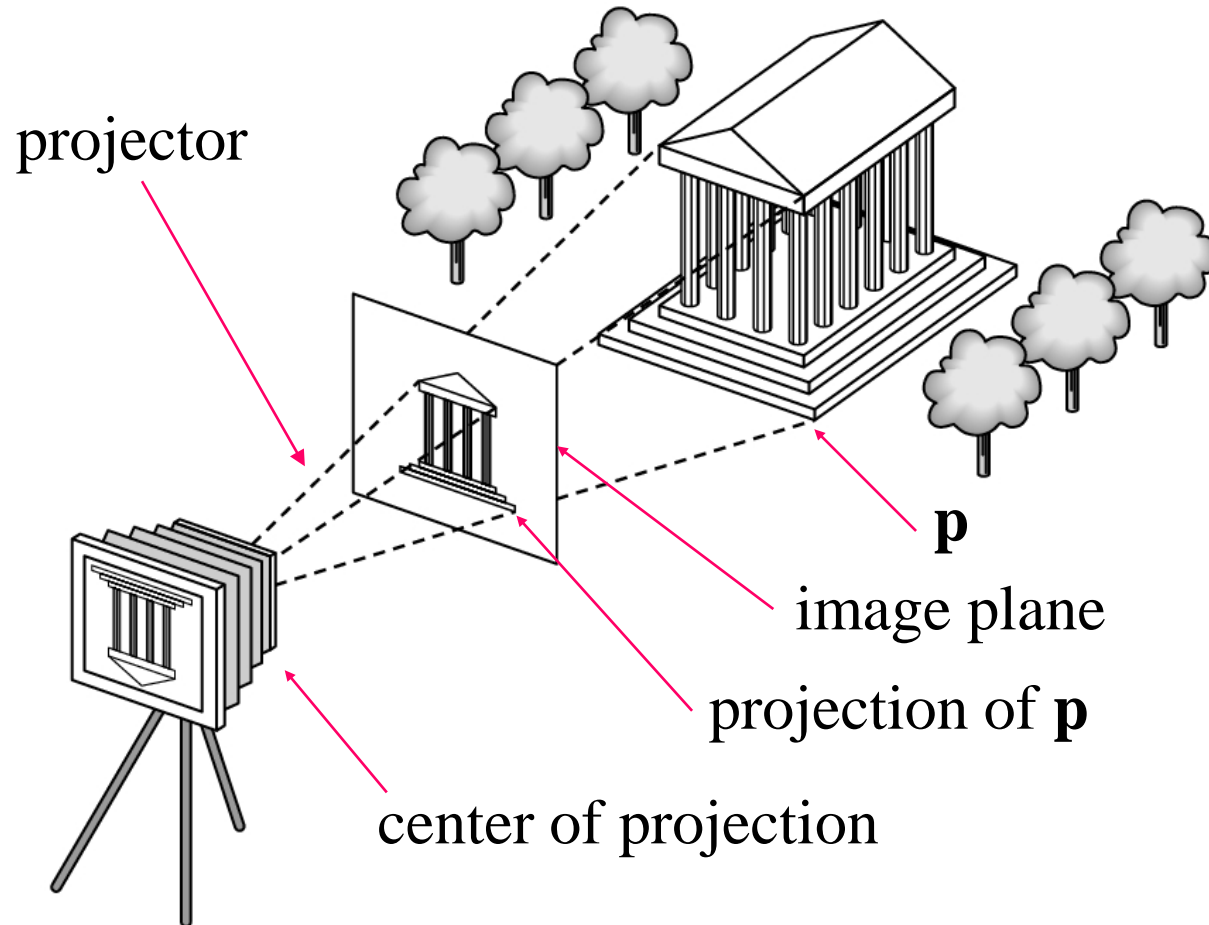 projector
p
image plane
projection of p
center of projection